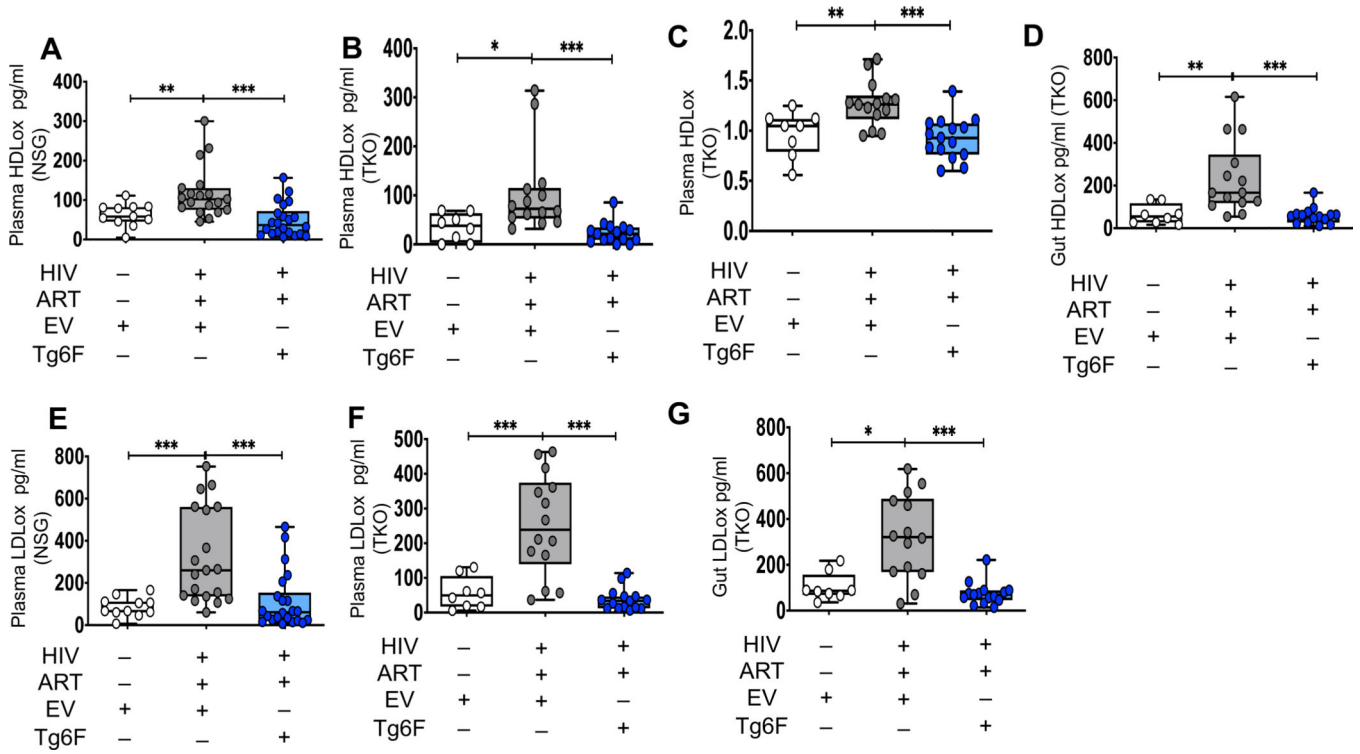 A
Plasma HDLox pg/ml
(NSG)
400
300
200
100
0
** ***
HIV – + +
ART – + +
EV + + –
Tg6F – – +
B
Plasma HDLox pg/ml
(TKO)
400
300
200
100
0
* ***
HIV – + +
ART – + +
EV + + –
Tg6F – – +
C
Plasma HDLox
(TKO)
2.0
1.5
1.0
0.5
0.0
** ***
HIV – + +
ART – + +
EV + + –
Tg6F – – +
D
Gut HDLox pg/ml (TKO)
800
600
400
200
0
** ***
HIV – + +
ART – + +
EV + + –
Tg6F – – +
E
Plasma LDLox pg/ml
(NSG)
800
600
400
200
0
*** ***
HIV – + +
ART – + +
EV + + –
Tg6F – – +
F
Plasma LDLox pg/ml
(TKO)
500
400
300
200
100
0
*** ***
HIV – + +
ART – + +
EV + + –
Tg6F – – +
G
Gut LDLox pg/ml
(TKO)
800
600
400
200
0
* ***
HIV – + +
ART – + +
EV + + –
Tg6F – – +